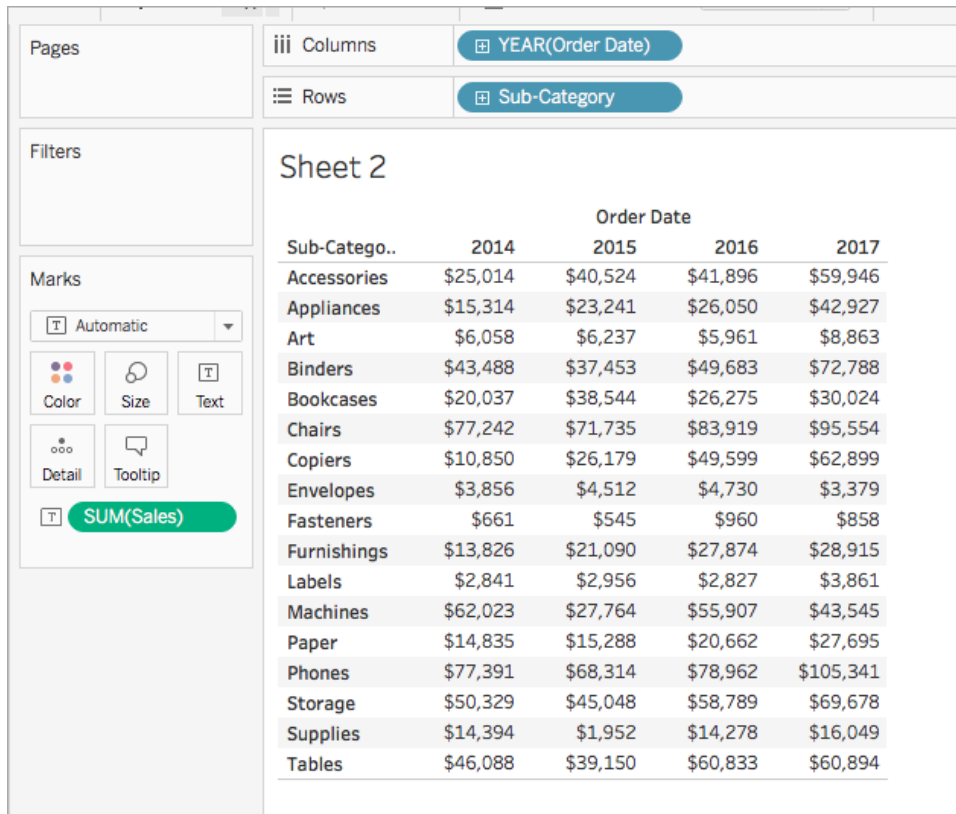 Pages
Columns
YEAR(Order Date)
Rows
Sub-Category
Filters
Marks
T Automatic
Color Size T Text
Detail Tooltip
T SUM(Sales)
Sheet 2
Order Date
Sub-Catego.. 2014 2015 2016 2017
Accessories $25,014 $40,524 $41,896 $59,946
Appliances $15,314 $23,241 $26,050 $42,927
Art $6,058 $6,237 $5,961 $8,863
Binders $43,488 $37,453 $49,683 $72,788
Bookcases $20,037 $38,544 $26,275 $30,024
Chairs $77,242 $71,735 $83,919 $95,554
Copiers $10,850 $26,179 $49,599 $62,899
Envelopes $3,856 $4,512 $4,730 $3,379
Fasteners $661 $545 $960 $858
Furnishings $13,826 $21,090 $27,874 $28,915
Labels $2,841 $2,956 $2,827 $3,861
Machines $62,023 $27,764 $55,907 $43,545
Paper $14,835 $15,288 $20,662 $27,695
Phones $77,391 $68,314 $78,962 $105,341
Storage $50,329 $45,048 $58,789 $69,678
Supplies $14,394 $1,952 $14,278 $16,049
Tables $46,088 $39,150 $60,833 $60,894